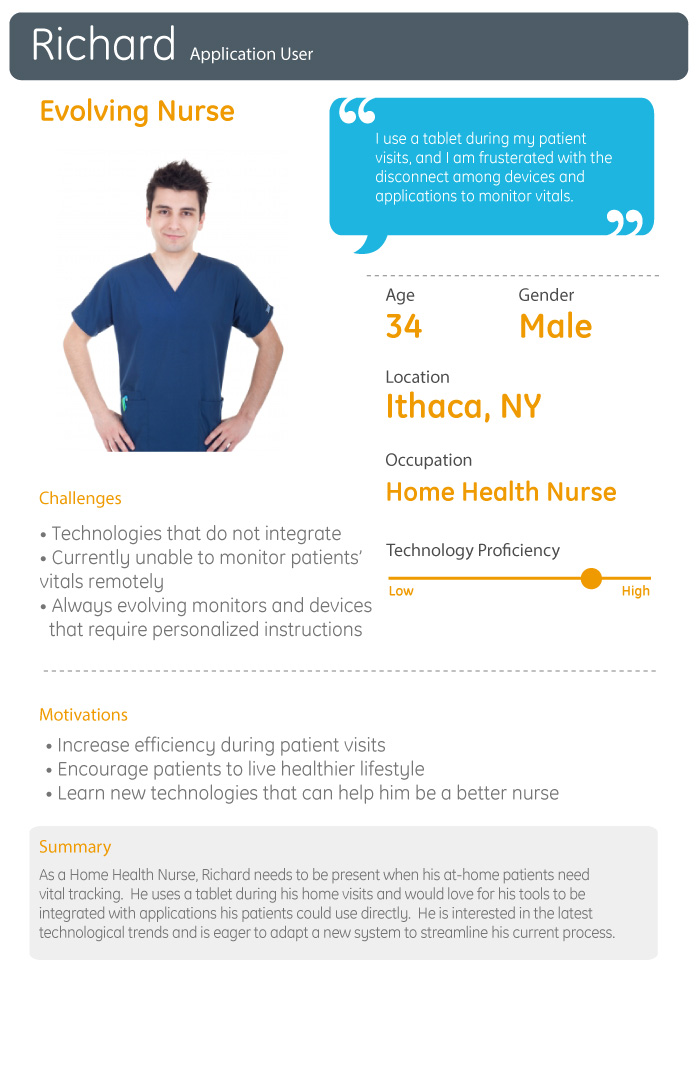 Richard Application User
Evolving Nurse
“
I use a tablet during my patient
visits, and I am frusterated with the
disconnect among devices and
applications to monitor vitals.
”
Age
34
Gender
Male
Location
Ithaca, NY
Occupation
Home Health Nurse
Technology Proficiency
Low
High
Challenges
• Technologies that do not integrate
• Currently unable to monitor patients’
vitals remotely
• Always evolving monitors and devices
that require personalized instructions
Motivations
• Increase efficiency during patient visits
• Encourage patients to live healthier lifestyle
• Learn new technologies that can help him be a better nurse
Summary
As a Home Health Nurse, Richard needs to be present when his at-home patients need
vital tracking. He uses a tablet during his home visits and would love for his tools to be
integrated with applications his patients could use directly. He is interested in the latest
technological trends and is eager to adapt a new system to streamline his current process.